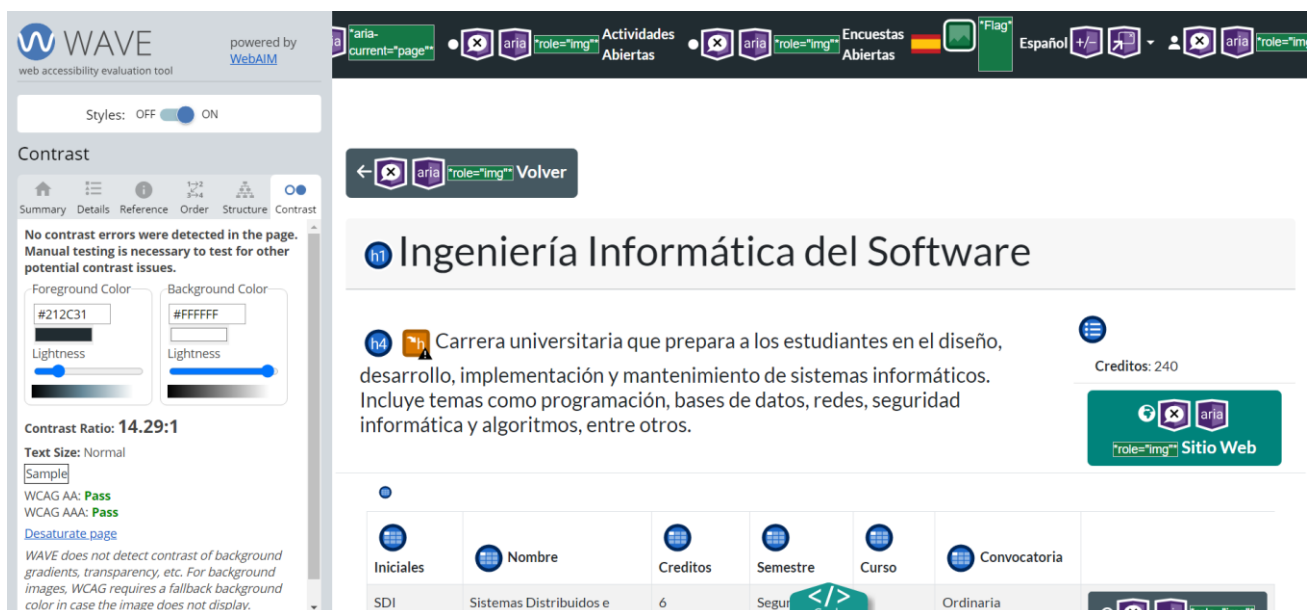 WAVE
powered by
WebAIM
web accessibility evaluation tool
Styles: OFF ON
Contrast
Summary Details Reference Order Structure Contrast
No contrast errors were detected in the page.
Manual testing is necessary to test for other
potential contrast issues.
Foreground Color Background Color
#212C31 #FFFFFF
Lightness Lightness
Contrast Ratio: 14.29:1
Text Size: Normal
Sample
WCAG AA: Pass
WCAG AAA: Pass
Desaturate page
WAVE does not detect contrast of background
gradients, transparency, etc. For background
images, WCAG requires a fallback background
color in case the image does not display.
*aria-
current="page"*
aria *role="img"* Actividades
Abiertas
aria *role="img"* Encuestas
Abiertas
*Flag*
Español
aria
aria *role="img"* Volver
h1 Ingeniería Informática del Software
h4 h Carrera universitaria que prepara a los estudiantes en el diseño,
desarrollo, implementación y mantenimiento de sistemas informáticos.
Incluye temas como programación, bases de datos, redes, seguridad
informática y algoritmos, entre otros.
Creditos: 240
aria
*role="img"* Sitio Web
Iniciales Nombre Creditos Semestre Curso Convocatoria
SDI Sistemas Distribuidos e 6 Ordinaria
</>